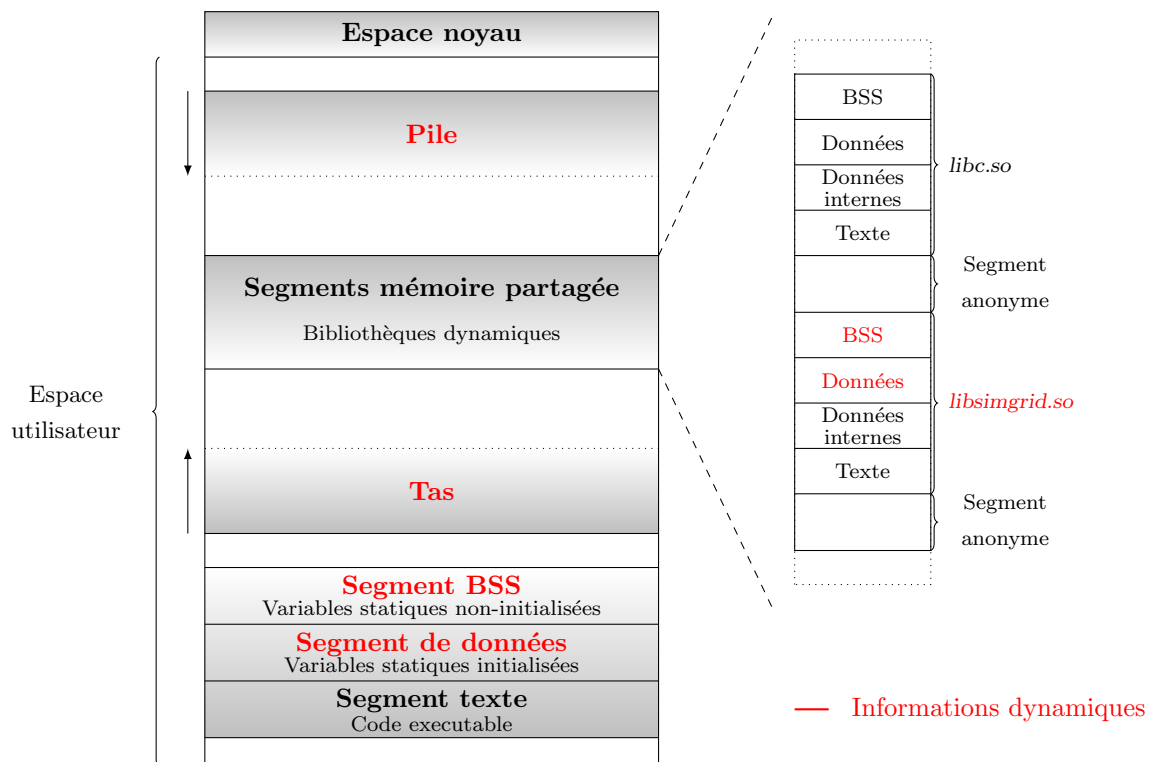 Espace noyau
Pile
Segments mémoire partagée
Bibliothèques dynamiques
Espace
utilisateur
Tas
Segment BSS
Variables statiques non-initialisées
Segment de données
Variables statiques initialisées
Segment texte
Code executable
BSS
Données
Données
internes
Texte
libc.so
Segment
anonyme
BSS
Données
Données
internes
Texte
libsimgrid.so
Segment
anonyme
Informations dynamiques